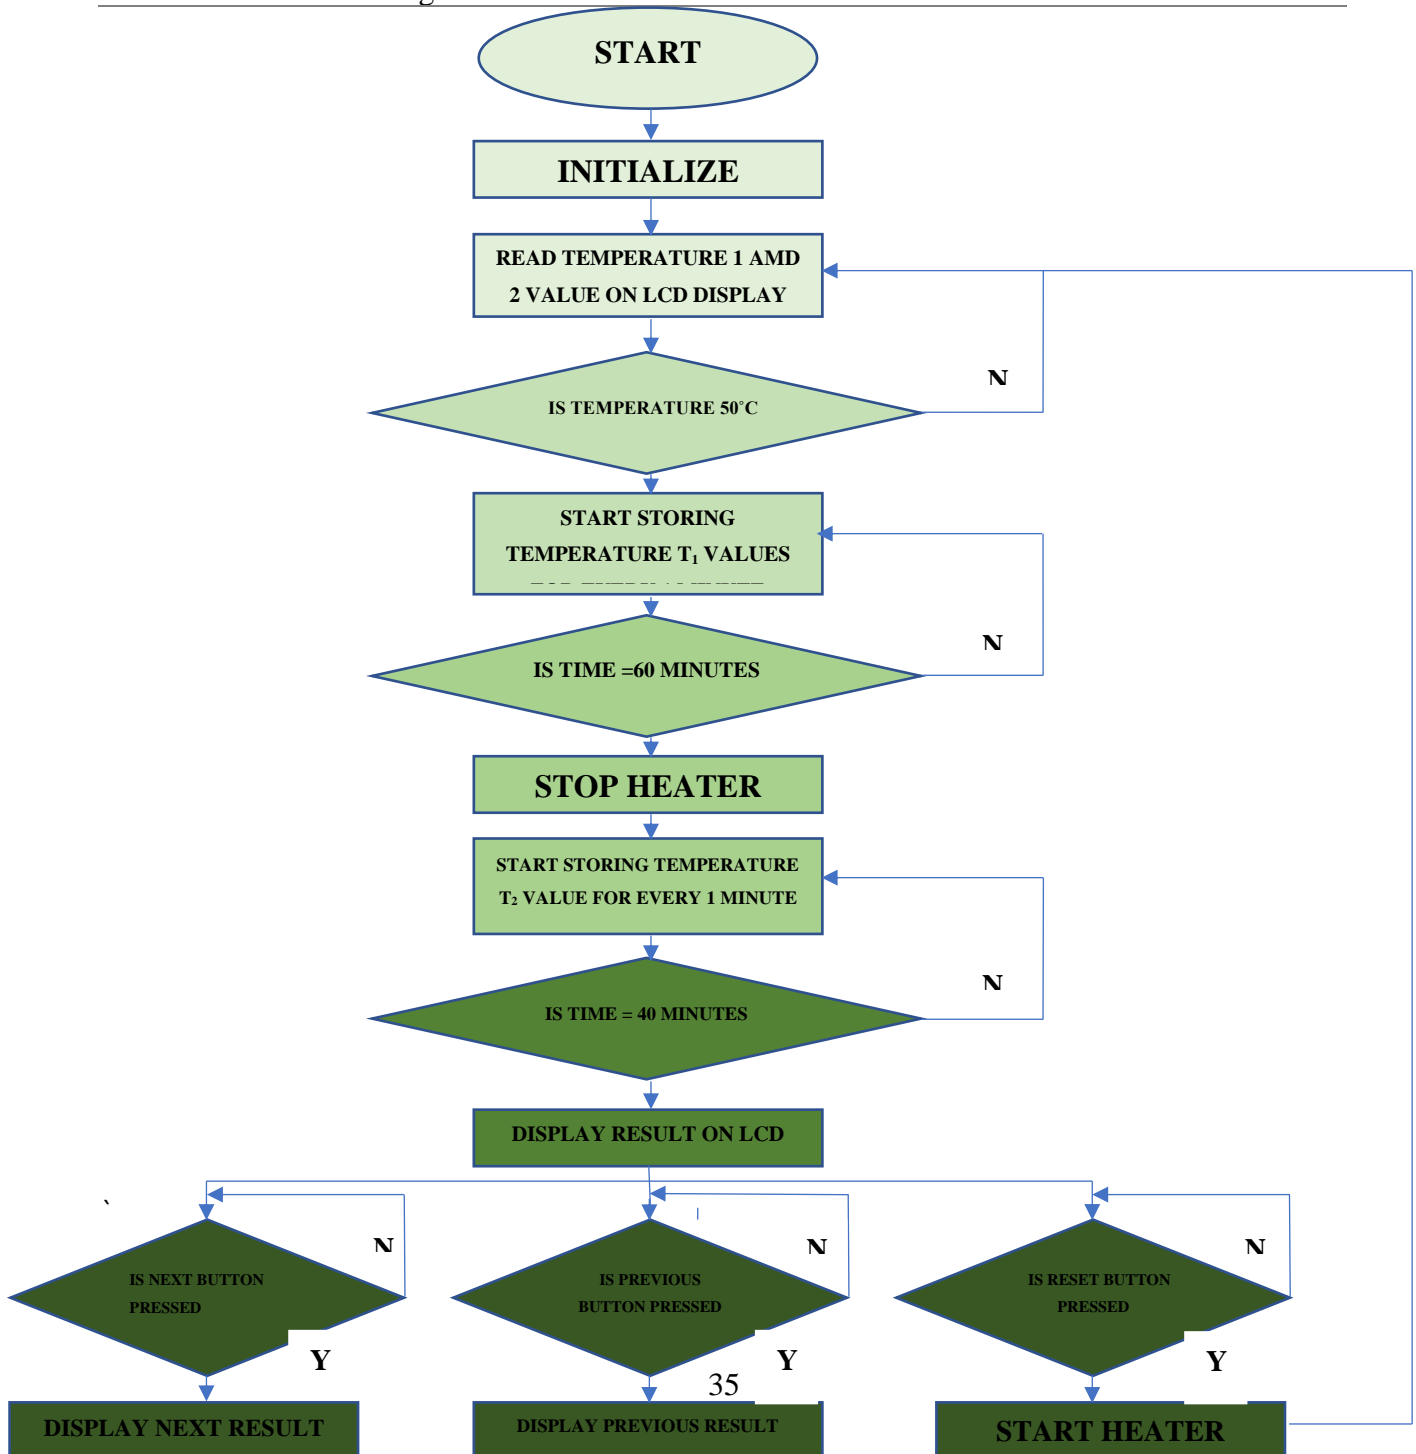 START
INITIALIZE
READ TEMPERATURE 1 AMD
2 VALUE ON LCD DISPLAY
N
IS TEMPERATURE 50˚C
START STORING
TEMPERATURE T₁ VALUES
N
IS TIME =60 MINUTES
STOP HEATER
START STORING TEMPERATURE
T₂ VALUE FOR EVERY 1 MINUTE
N
IS TIME = 40 MINUTES
DISPLAY RESULT ON LCD
`
N
IS NEXT BUTTON
PRESSED
Y
N
IS PREVIOUS
BUTTON PRESSED
Y
N
IS RESET BUTTON
PRESSED
Y
35
DISPLAY NEXT RESULT
DISPLAY PREVIOUS RESULT
START HEATER